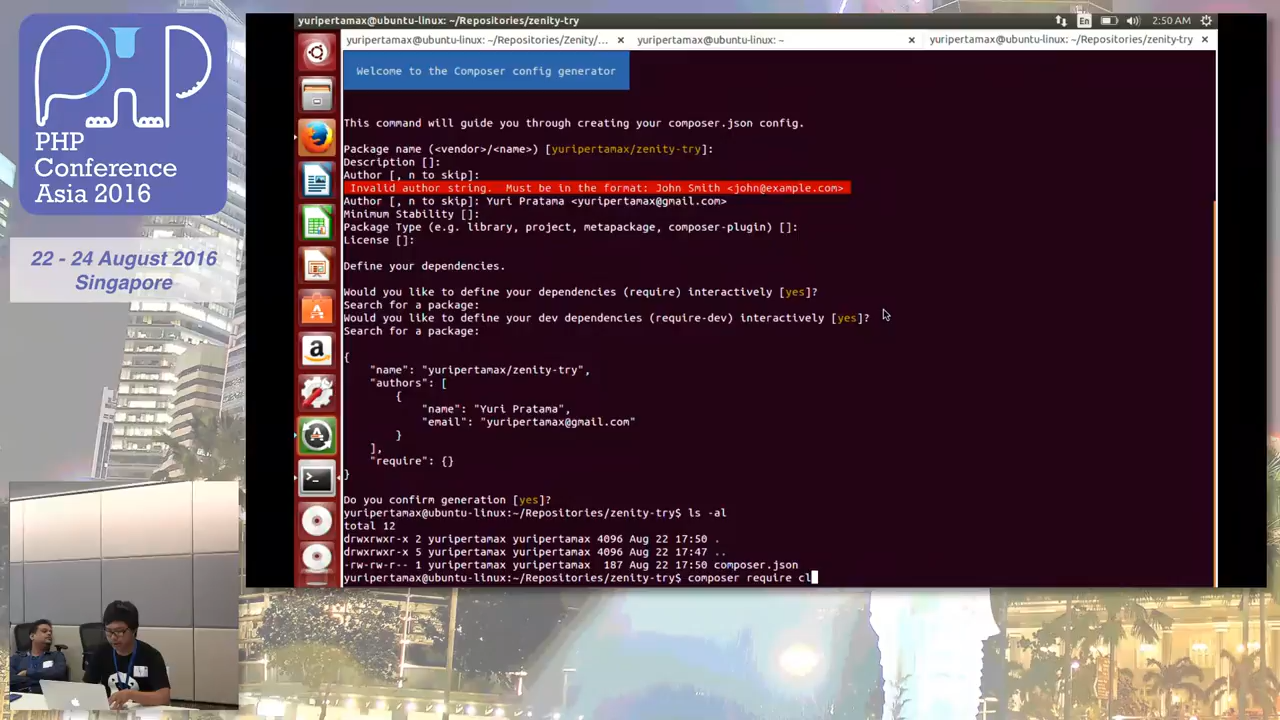 PHP
Conference
Asia 2016
22 - 24 August 2016
Singapore
yuripertamax@ubuntu-linux: ~/Repositories/zenity-try
En
2:50 AM
yuripertamax@ubuntu-linux: ~/Repositories/Zenity/... ×
yuripertamax@ubuntu-linux: ~ ×
yuripertamax@ubuntu-linux: ~/Repositories/zenity-try ×
Welcome to the Composer config generator
This command will guide you through creating your composer.json config.
Package name (<vendor>/<name>) [yuripertamax/zenity-try]:
Description []:
Author [, n to skip]:
Invalid author string.  Must be in the format: John Smith <john@example.com>
Author [, n to skip]: Yuri Pratama <yuripertamax@gmail.com>
Minimum Stability []:
Package Type (e.g. library, project, metapackage, composer-plugin) []:
License []:
Define your dependencies.
Would you like to define your dependencies (require) interactively [yes]?
Search for a package:
Would you like to define your dev dependencies (require-dev) interactively [yes]?
Search for a package:
{
"name": "yuripertamax/zenity-try",
"authors": [
{
"name": "Yuri Pratama",
"email": "yuripertamax@gmail.com"
}
],
"require": {}
}
Do you confirm generation [yes]?
yuripertamax@ubuntu-linux:~/Repositories/zenity-try$ ls -al
total 12
drwxrwxr-x 2 yuripertamax yuripertamax 4096 Aug 22 17:50 .
drwxrwxr-x 5 yuripertamax yuripertamax 4096 Aug 22 17:47 ..
-rw-rw-r-- 1 yuripertamax yuripertamax  187 Aug 22 17:50 composer.json
yuripertamax@ubuntu-linux:~/Repositories/zenity-try$ composer require cl